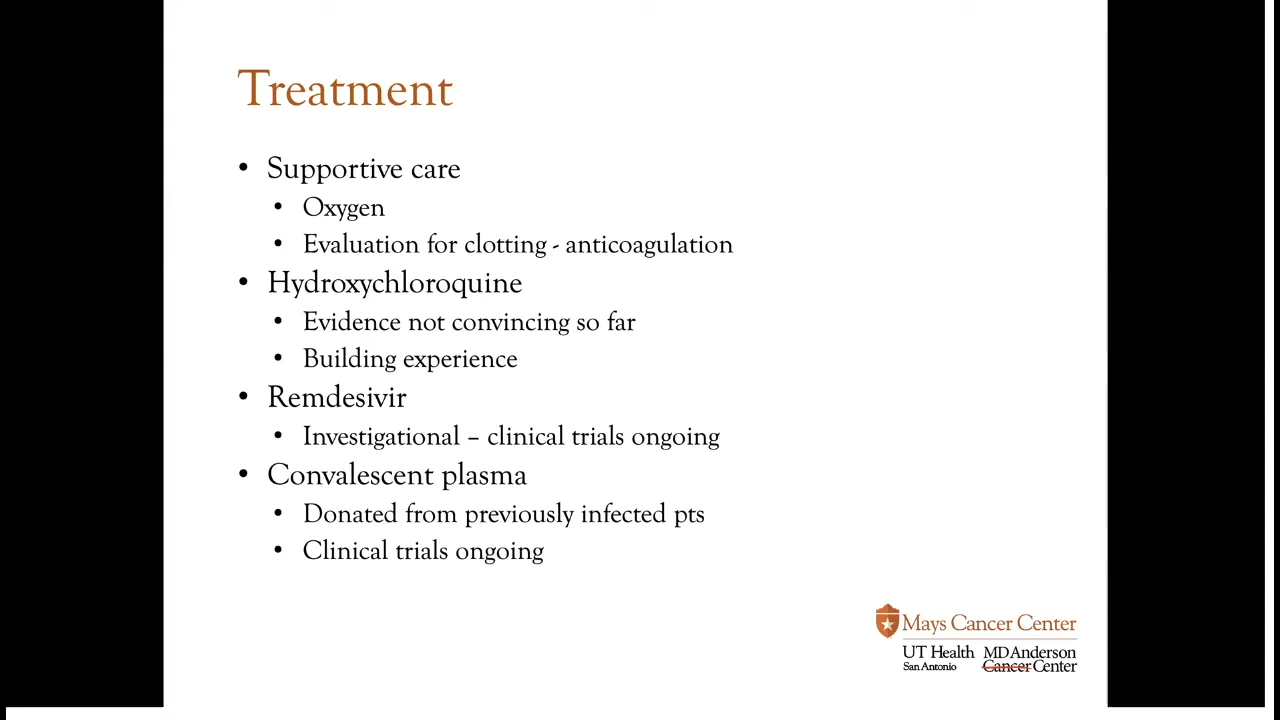 Treatment
• Supportive care
• Oxygen
• Evaluation for clotting - anticoagulation
• Hydroxychloroquine
• Evidence not convincing so far
• Building experience
• Remdesivir
• Investigational – clinical trials ongoing
• Convalescent plasma
• Donated from previously infected pts
• Clinical trials ongoing
Mays Cancer Center
UT Health MD Anderson
San Antonio Cancer Center